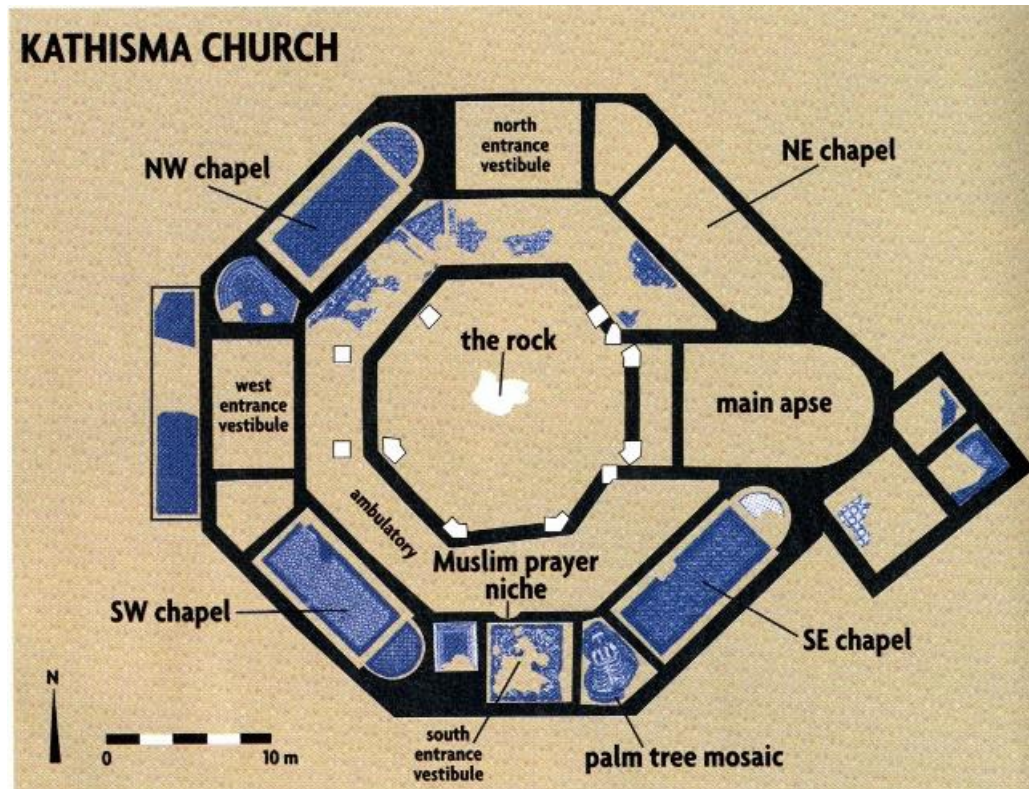 KATHISMA CHURCH
north
entrance
vestibule
NW chapel
NE chapel
the rock
west
entrance
vestibule
main apse
ambulatory
Muslim prayer
niche
SW chapel
SE chapel
N
south
entrance
vestibule
palm tree mosaic
0 10 m